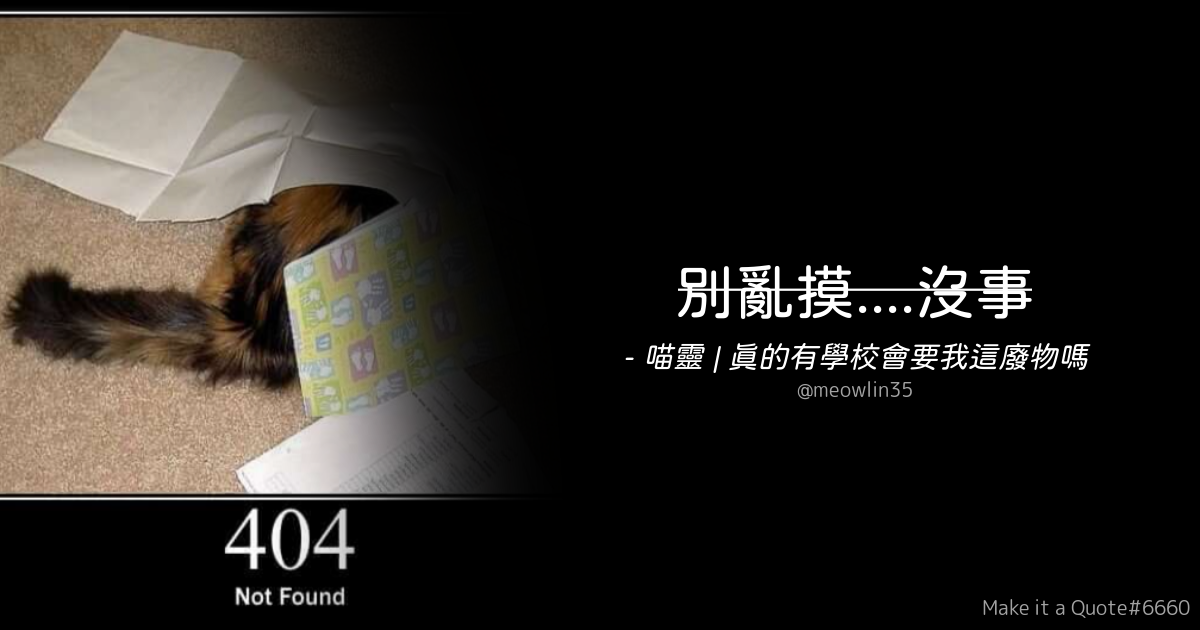 404
Not Found
別亂摸....沒事
- 喵靈 | 真的有學校會要我這廢物嗎
@meowlin35
Make it a Quote#6660